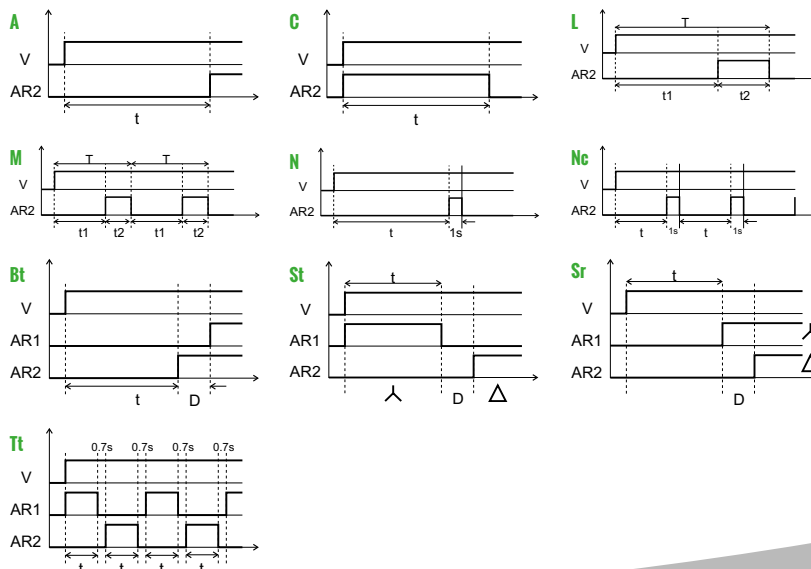 A
V
AR2
t
C
V
AR2
t
L
T
V
AR2
t1 t2
M
T T
V
AR2
t1 t2 t1 t2
N
V
AR2
t 1s
Nc
V
AR2
t 1s t 1s
Bt
V
AR1
AR2
t D
St
t
V
AR1
AR2
D Δ
Sr
t
V
AR1
AR2
Δ
D
Tt
0.7s 0.7s 0.7s 0.7s
V
AR1
AR2
t t t t